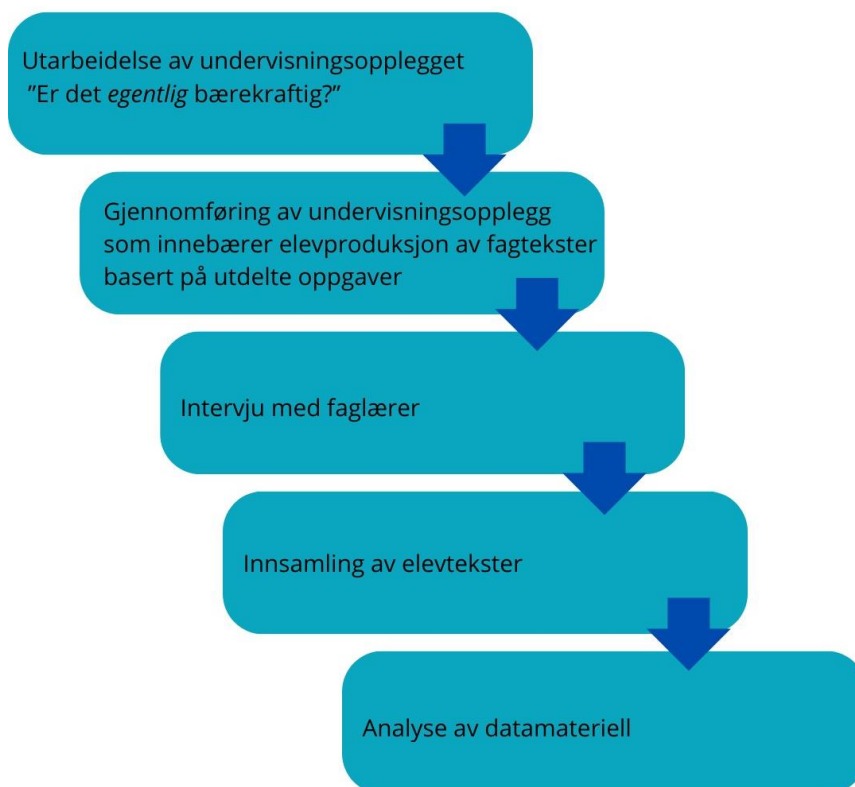 Utarbeidelse av undervisningsopplegget
”Er det egentlig bærekraftig?”
Gjennomføring av undervisningsopplegg
som innebærer elevproduksjon av fagtekster
basert på utdelte oppgaver
Intervju med faglærer
Innsamling av elevtekster
Analyse av datamateriell